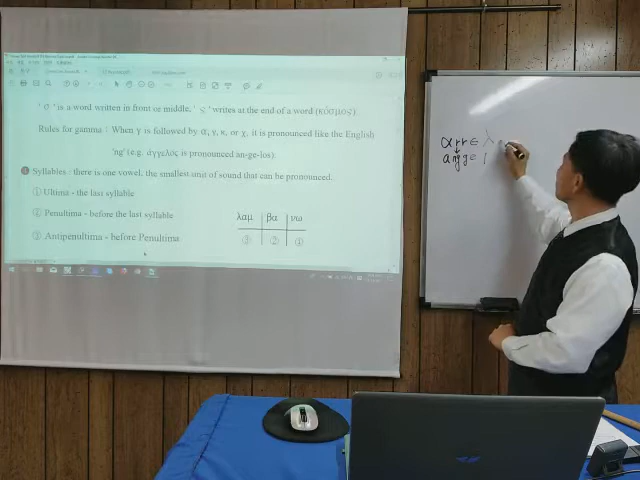 ' σ ' is a word written in front or middle, ' ς ' writes at the end of a word (κόσμος)
Rules for gamma : When γ is followed by α, γ, κ, or χ, it is pronounced like the English
'ng' (e.g. ἀγγελος is pronounced an-ge-los).
Syllables : there is one vowel, the smallest unit of sound that can be pronounced.
① Ultima - the last syllable
② Penultima - before the last syllable
③ Antipenultima - before Penultima
λαμ βα νω
③ ② ①
αγγελ
ange l